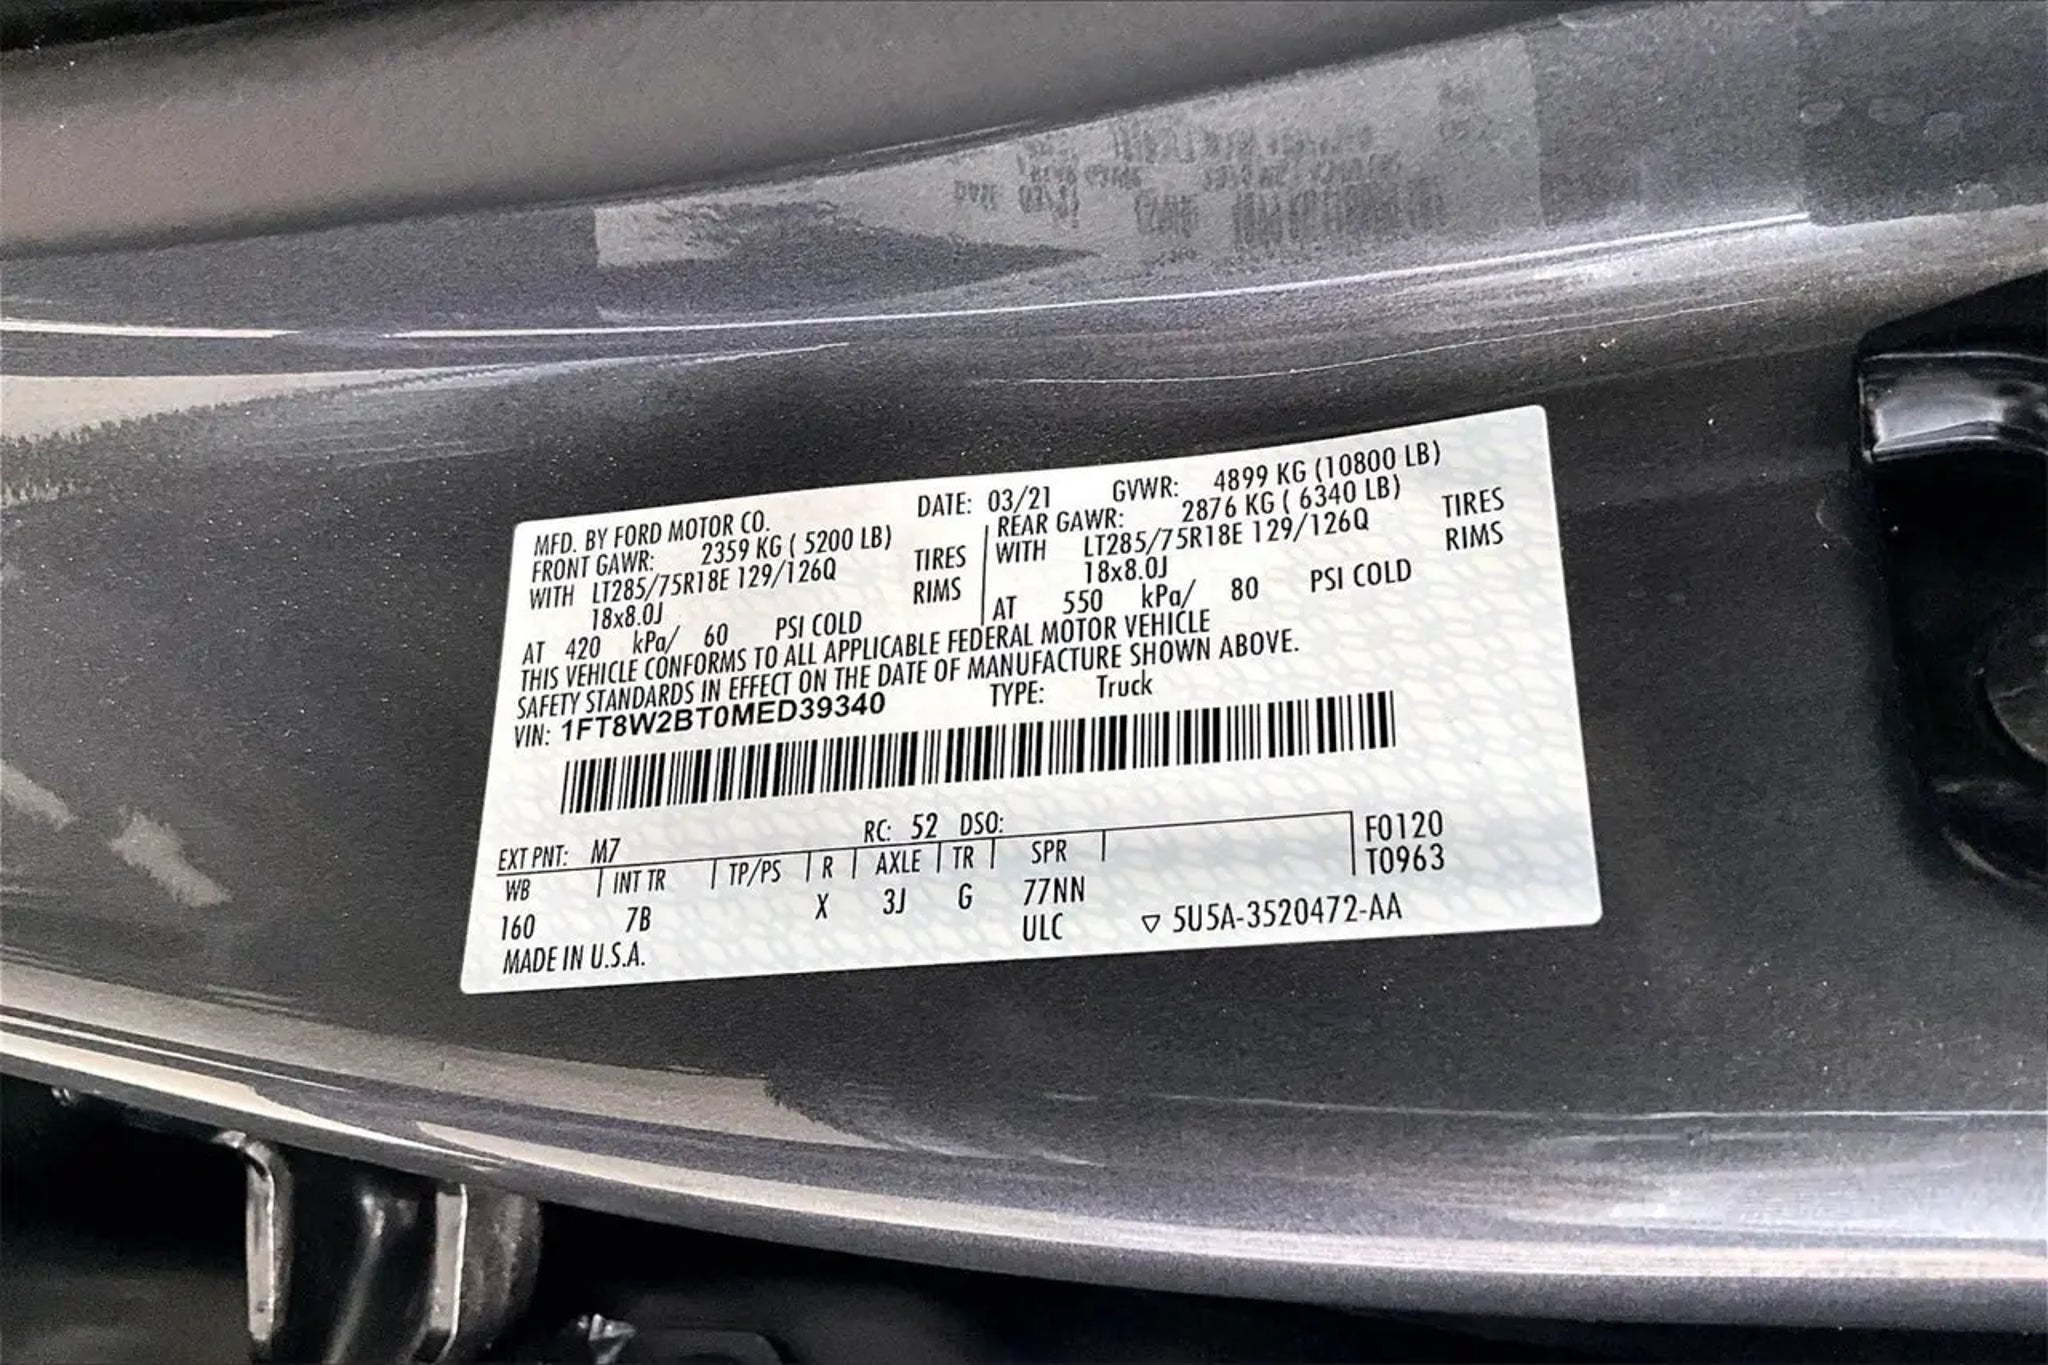 MFD. BY FORD MOTOR CO. DATE: 03/21 GVWR: 4899 KG (10800 LB)
FRONT GAWR: 2359 KG ( 5200 LB) REAR GAWR: 2876 KG ( 6340 LB)
WITH LT285/75R18E 129/126Q TIRES WITH LT285/75R18E 129/126Q TIRES
18x8.0J RIMS 18x8.0J RIMS
AT 420 kPa/ 60 PSI COLD AT 550 kPa/ 80 PSI COLD
THIS VEHICLE CONFORMS TO ALL APPLICABLE FEDERAL MOTOR VEHICLE
SAFETY STANDARDS IN EFFECT ON THE DATE OF MANUFACTURE SHOWN ABOVE.
VIN: 1FT8W2BT0MED39340 TYPE: Truck
EXT PNT: M7 RC: 52 DSO: F0120
WB INT TR TP/PS R AXLE TR SPR T0963
160 7B X 3J G 77NN
ULC ▽ 5U5A-3520472-AA
MADE IN U.S.A.